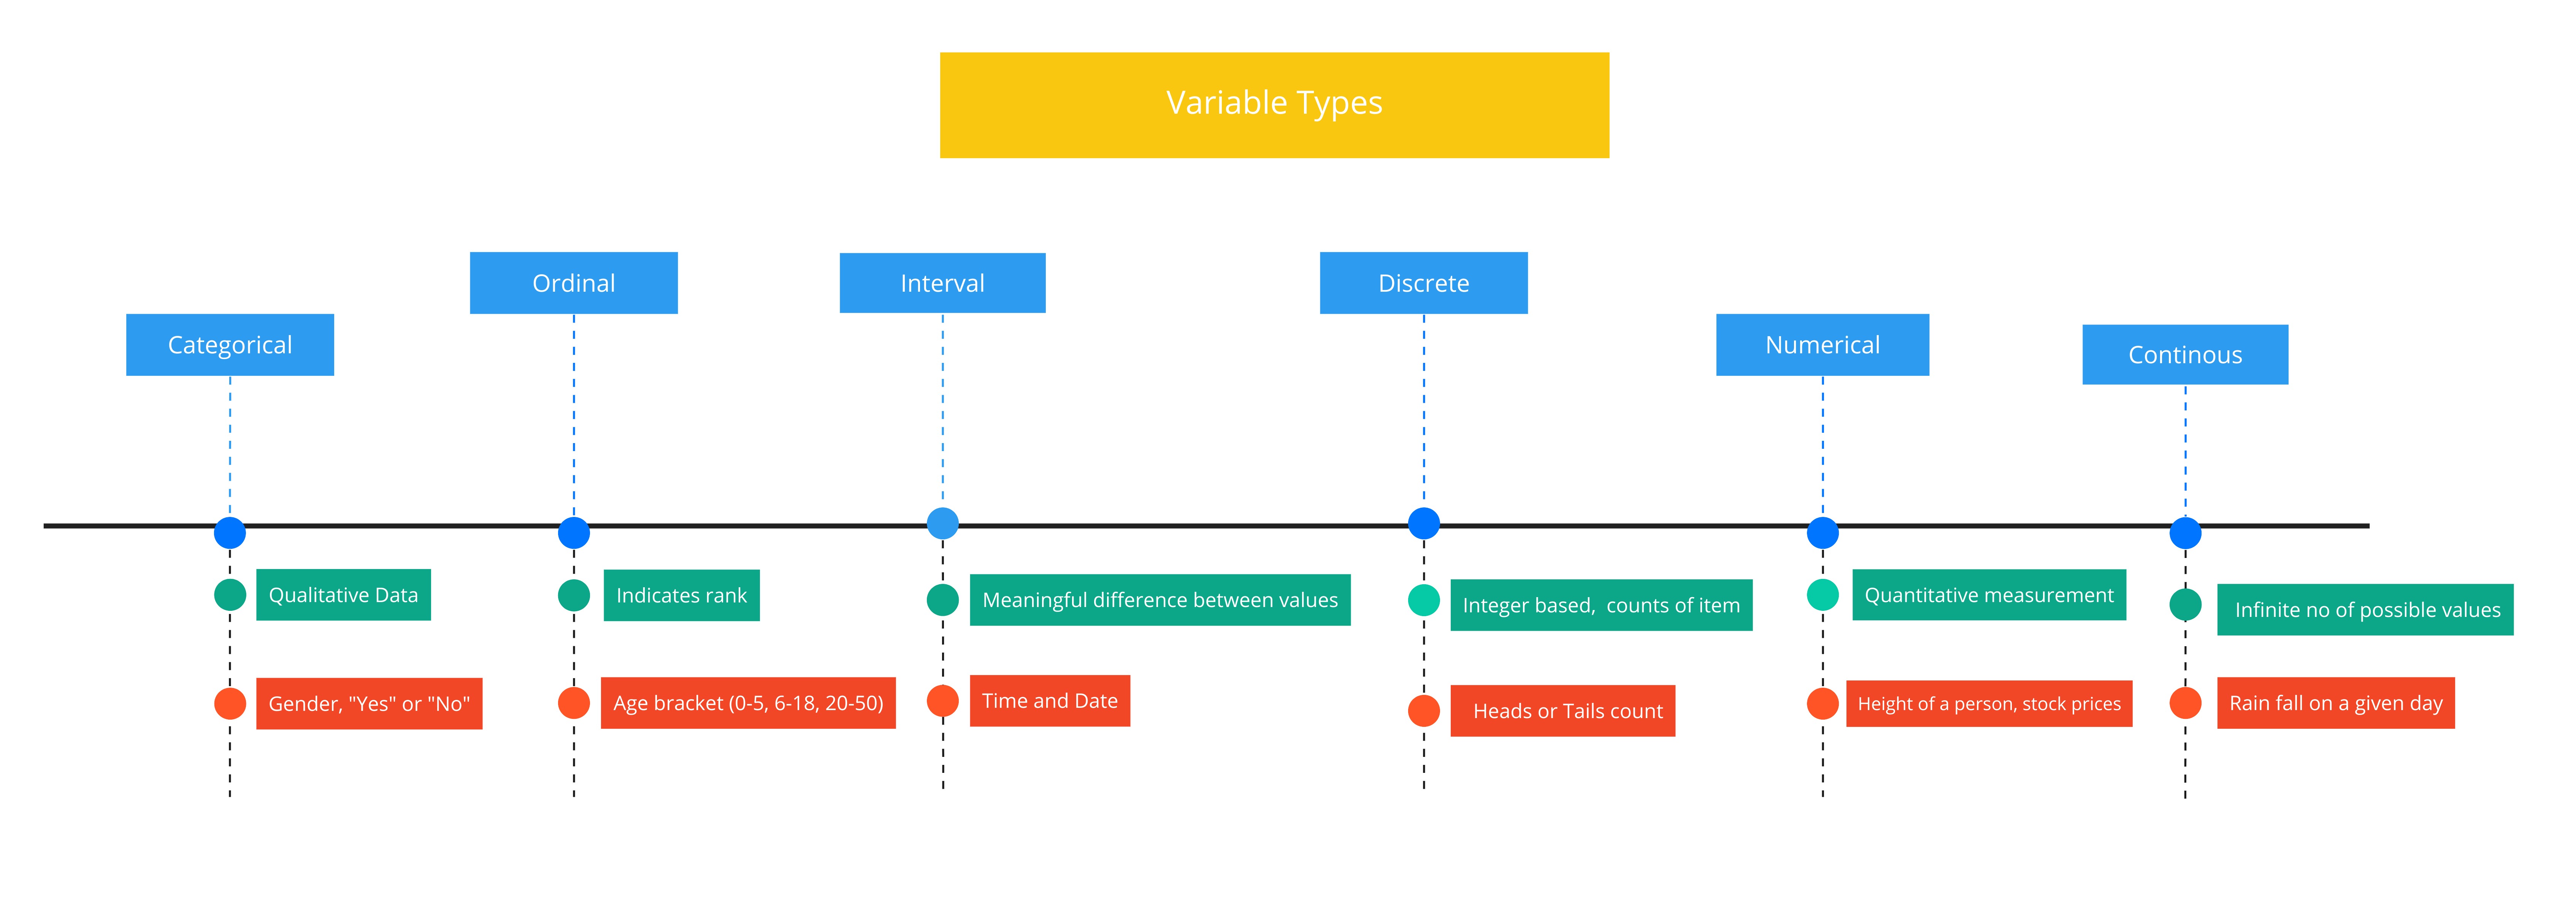 Variable Types
Categorical
Ordinal
Interval
Discrete
Numerical
Continous
Qualitative Data
Indicates rank
Meaningful difference between values
Integer based,  counts of item
Quantitative measurement
Infinite no of possible values
Gender, "Yes" or "No"
Age bracket (0-5, 6-18, 20-50)
Time and Date
Heads or Tails count
Height of a person, stock prices
Rain fall on a given day